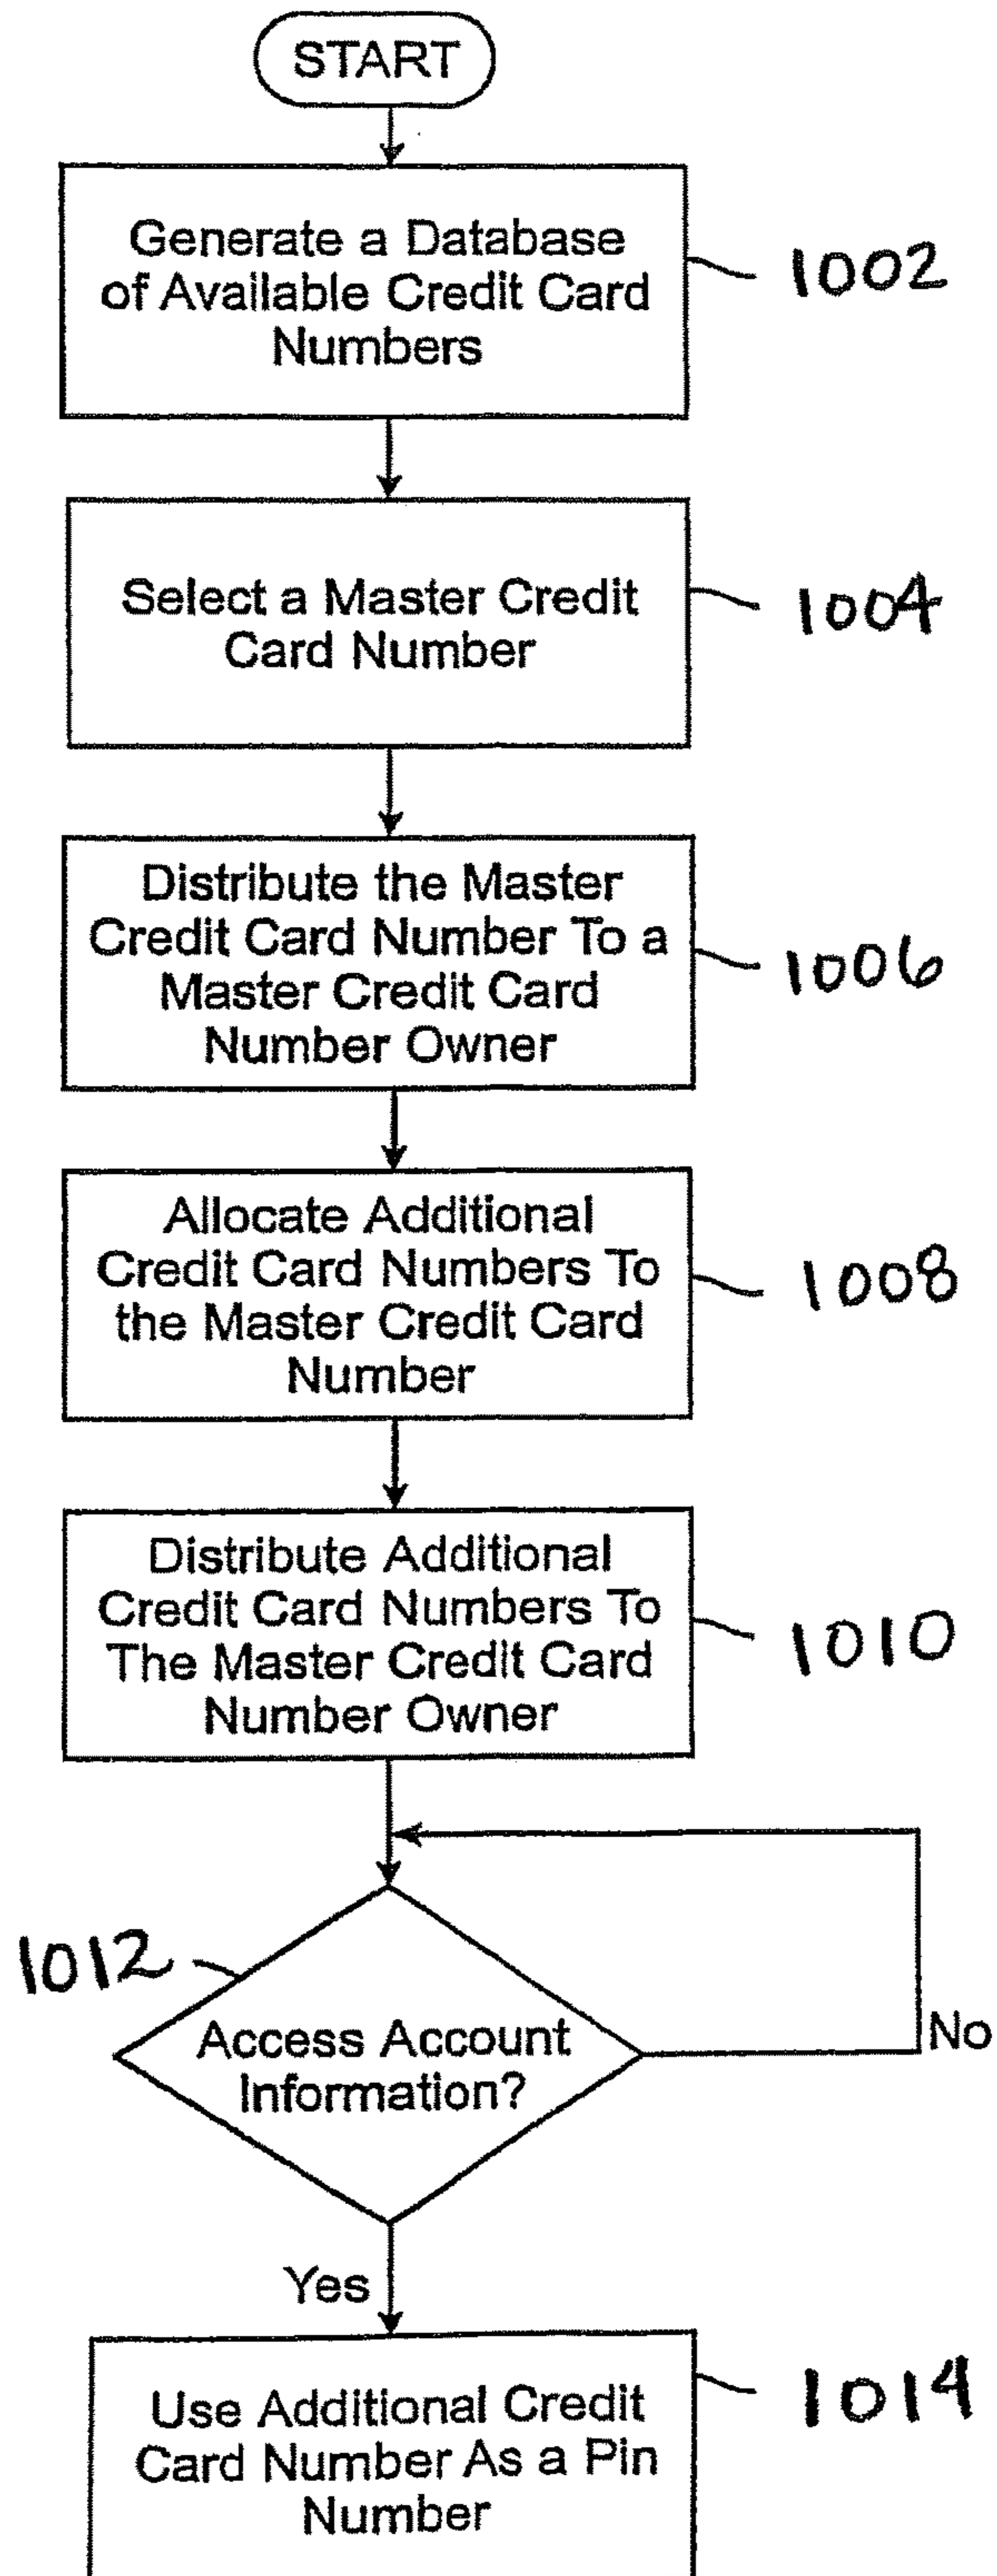 START
Generate a Database
of Available Credit Card
Numbers
1002
Select a Master Credit
Card Number
1004
Distribute the Master
Credit Card Number To a
Master Credit Card
Number Owner
1006
Allocate Additional
Credit Card Numbers To
the Master Credit Card
Number
1008
Distribute Additional
Credit Card Numbers To
The Master Credit Card
Number Owner
1010
1012
Access Account
Information?
No
Yes
Use Additional Credit
Card Number As a Pin
Number
1014